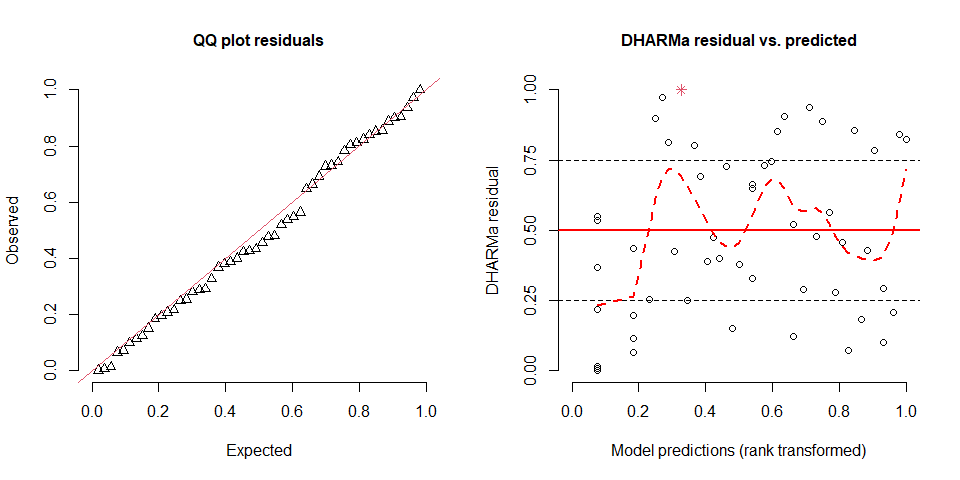 QQ plot residuals
Observed
0.0 0.2 0.4 0.6 0.8 1.0
0.0 0.2 0.4 0.6 0.8 1.0
Expected
DHARMa residual vs. predicted
DHARMa residual
0.00 0.25 0.50 0.75 1.00
0.0 0.2 0.4 0.6 0.8 1.0
Model predictions (rank transformed)